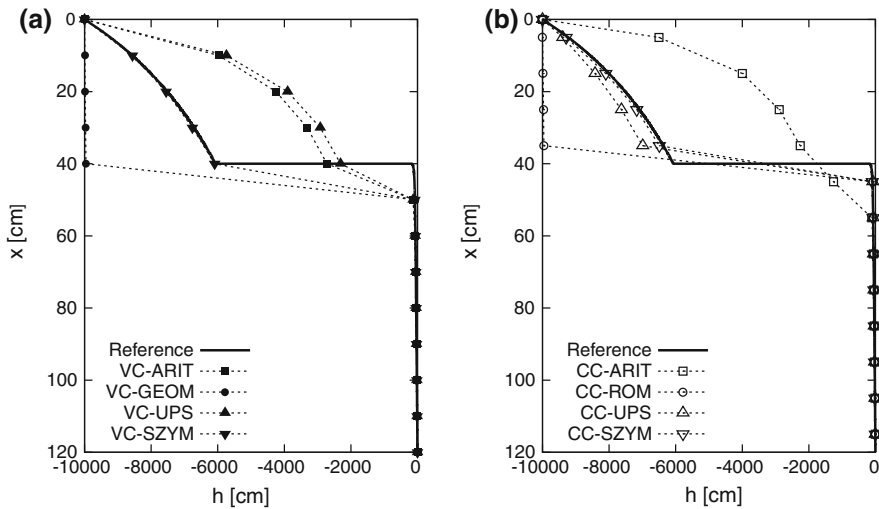 (a)
-10000 -8000 -6000 -4000 -2000 0
0
20
40
60
80
100
120
x [cm]
h [cm]
Reference
VC-ARIT
VC-GEOM
VC-UPS
VC-SZYM
(b)
-10000 -8000 -6000 -4000 -2000 0
0
20
40
60
80
100
120
x [cm]
h [cm]
Reference
CC-ARIT
CC-ROM
CC-UPS
CC-SZYM